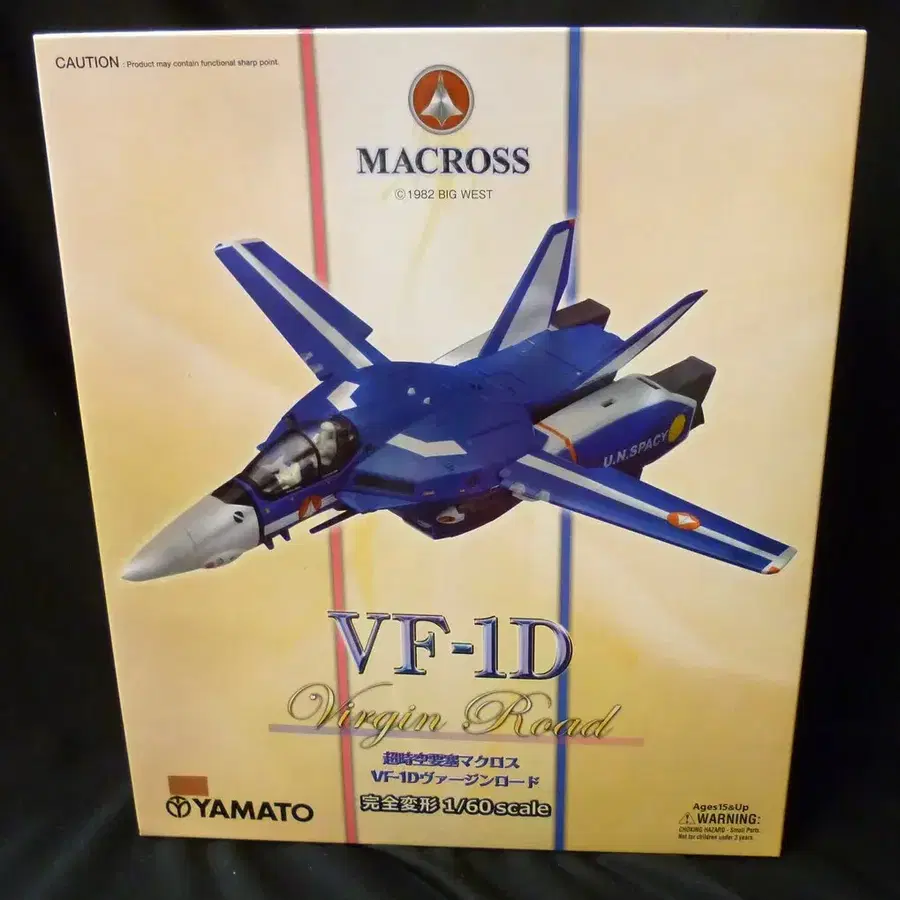 CAUTION : Product may contain functional sharp point.
MACROSS
©1982 BIG WEST
U.N.SPACY
VF-1D
Virgin Road
超時空要塞マクロス
VF-1Dヴァージンロード
完全変形 1/60 scale
YAMATO
Ages15&Up
WARNING:
CHOKING HAZARD - Small Parts.
Not for children under 3 years.